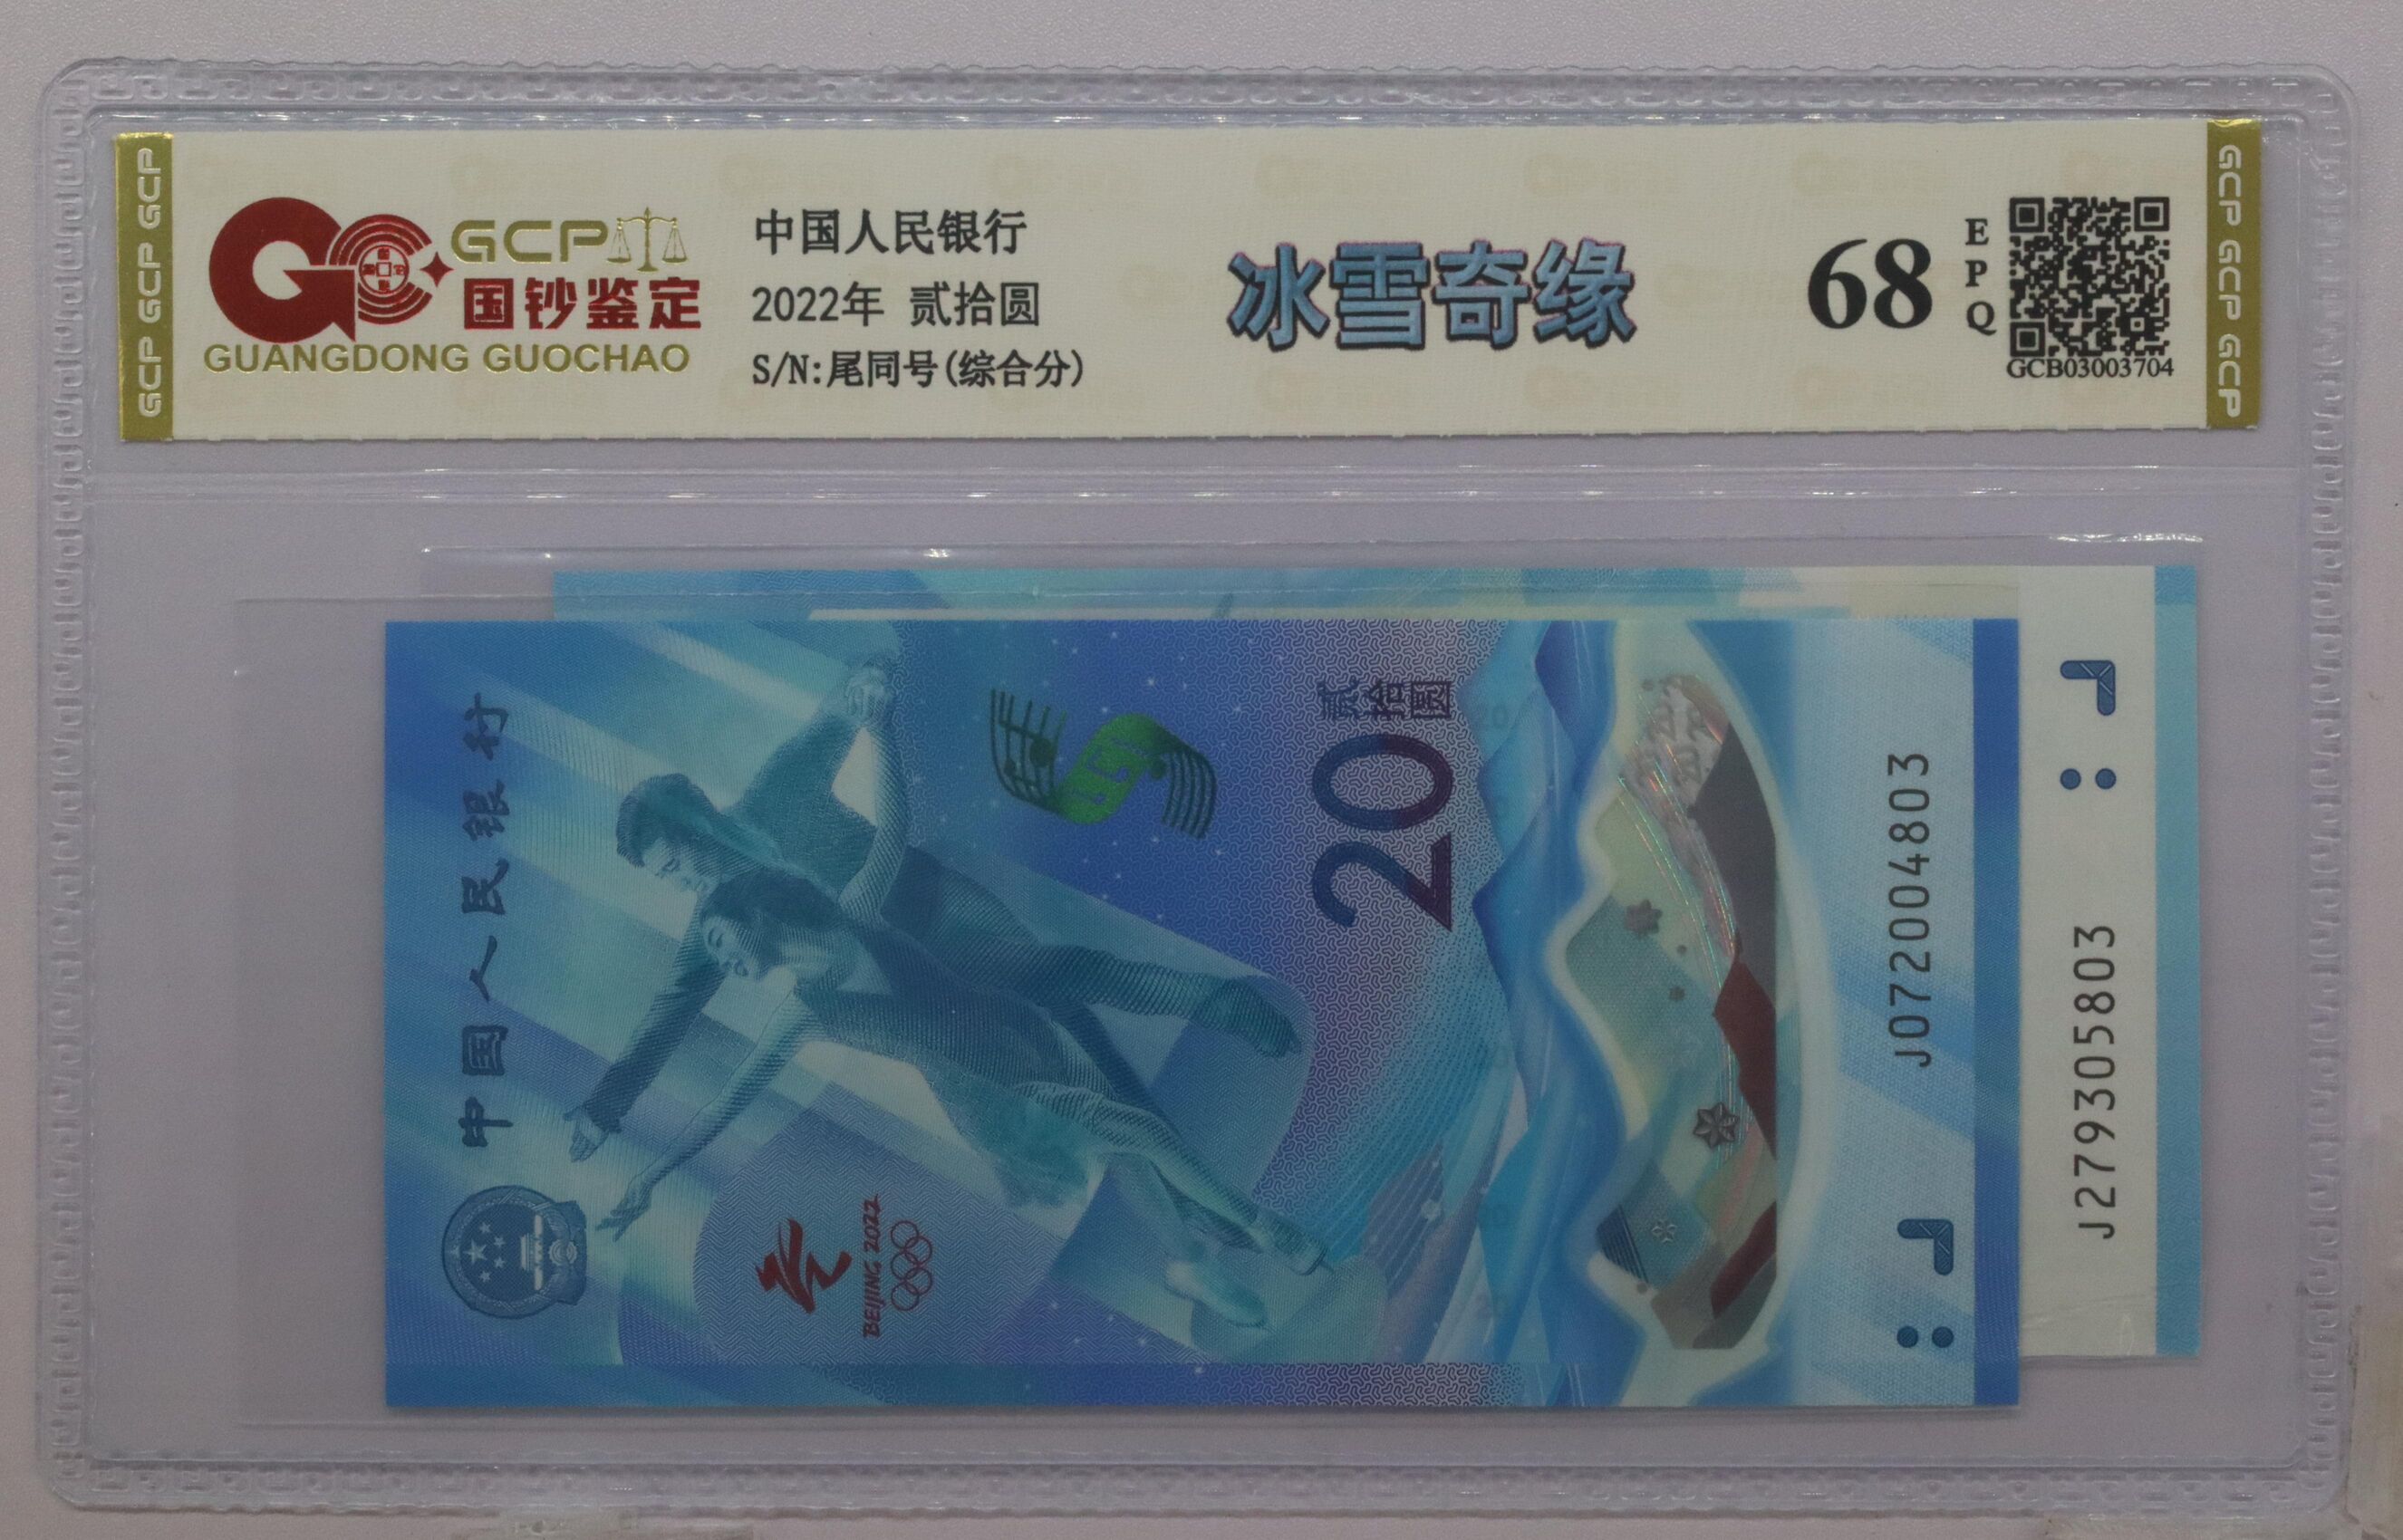 GCP GCP GCP
GCP
国钞鉴定
GUANGDONG GUOCHAO
中国人民银行
2022年 贰拾圆
S/N:尾同号(综合分)
冰雪奇缘
68
EPQ
GCB03003704
GCP GCP GCP
中国人民银行
BEIJING 2022
贰拾圆
20
J072004803
J279305803